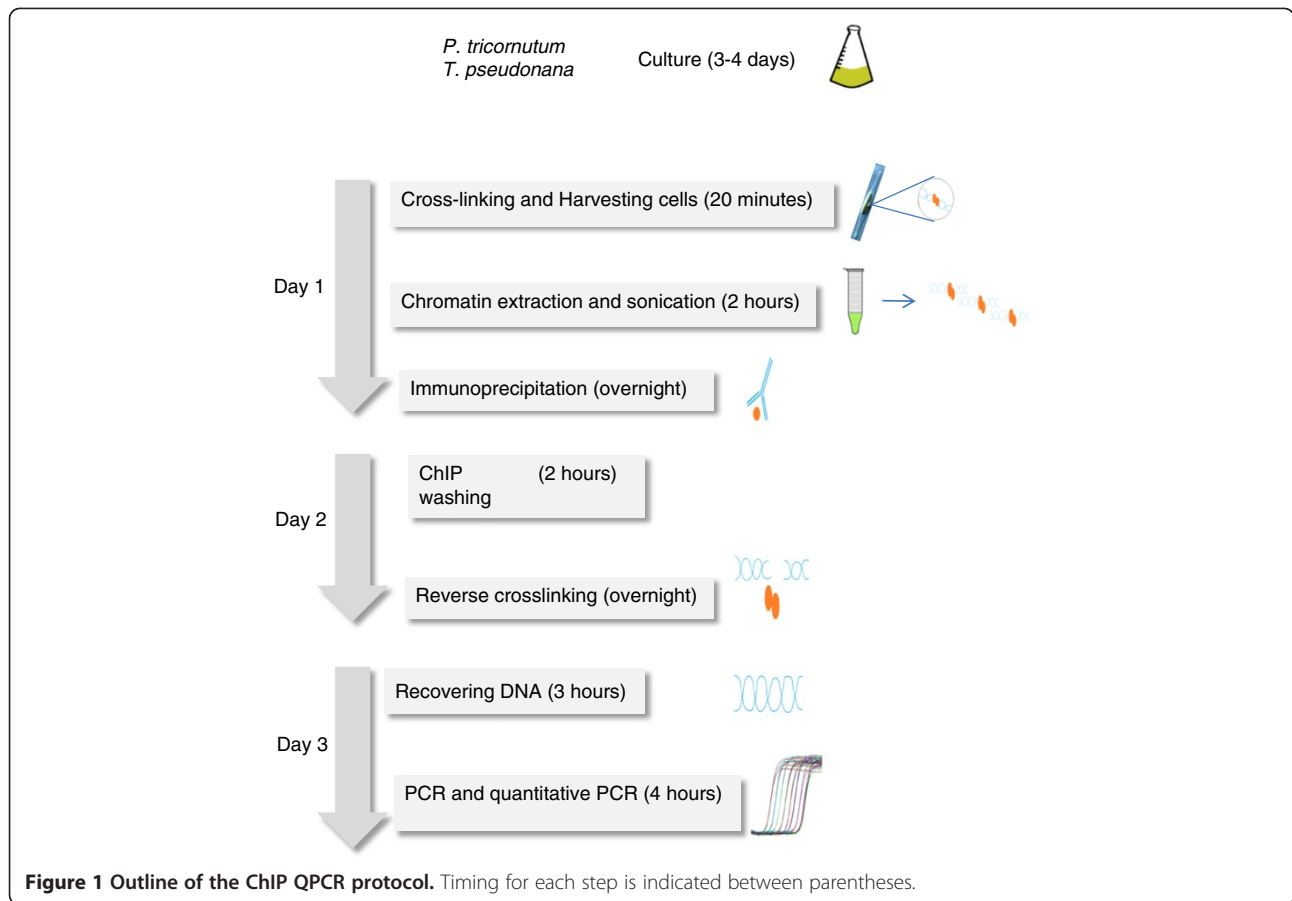 P. tricornutum
T. pseudonana
Culture (3-4 days)
Cross-linking and Harvesting cells (20 minutes)
Day 1
Chromatin extraction and sonication (2 hours)
Immunoprecipitation (overnight)
ChIP (2 hours)
washing
Day 2
Reverse crosslinking (overnight)
Recovering DNA (3 hours)
Day 3
PCR and quantitative PCR (4 hours)
Figure 1 Outline of the ChIP QPCR protocol. Timing for each step is indicated between parentheses.